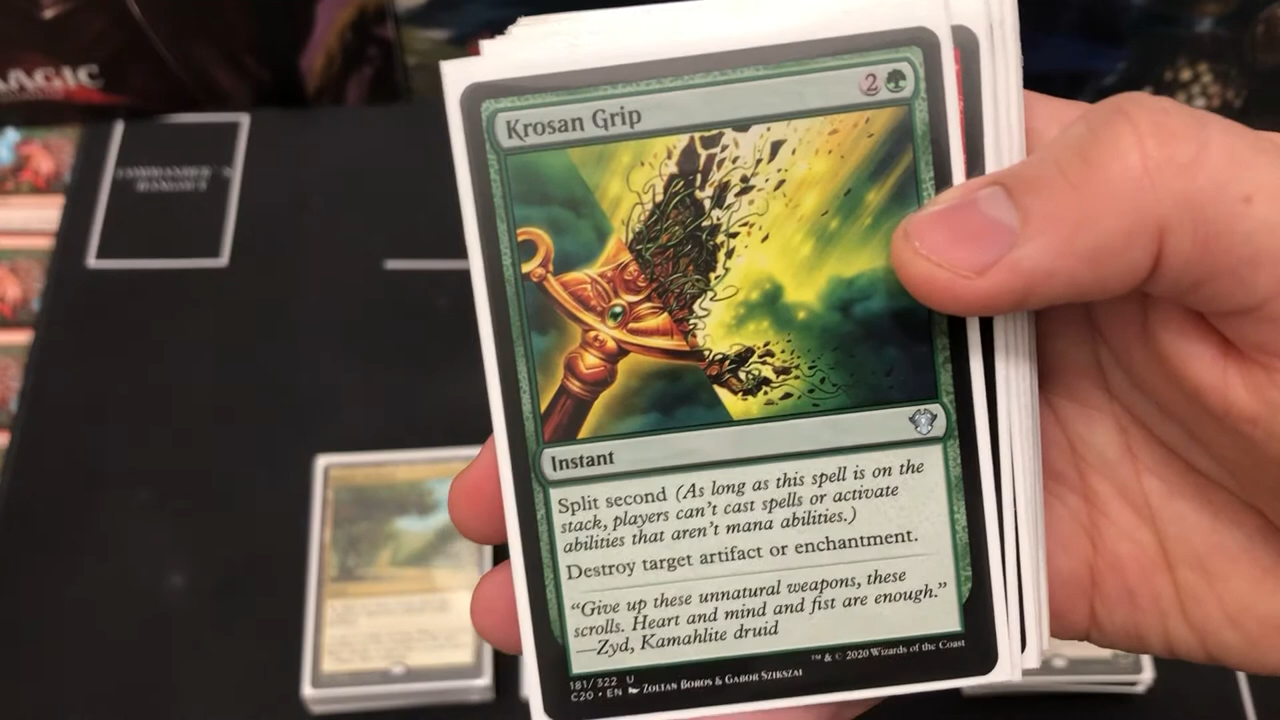 MAGIC
COMMANDER'S
Krosan Grip
2
Instant
Split second (As long as this spell is on the
stack, players can't cast spells or activate
abilities that aren't mana abilities.)
Destroy target artifact or enchantment.
"Give up these unnatural weapons, these
scrolls. Heart and mind and fist are enough."
—Zyd, Kamahlite druid
™ & © 2020 Wizards of the Coast
181/322 U
C20 • EN Zoltan Boros & Gabor Szikszai